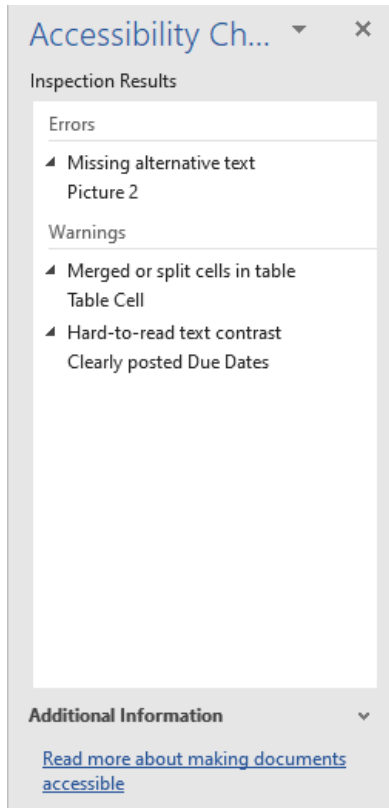 Accessibility Ch...
Inspection Results
Errors
Missing alternative text
Picture 2
Warnings
Merged or split cells in table
Table Cell
Hard-to-read text contrast
Clearly posted Due Dates
Additional Information
Read more about making documents
accessible